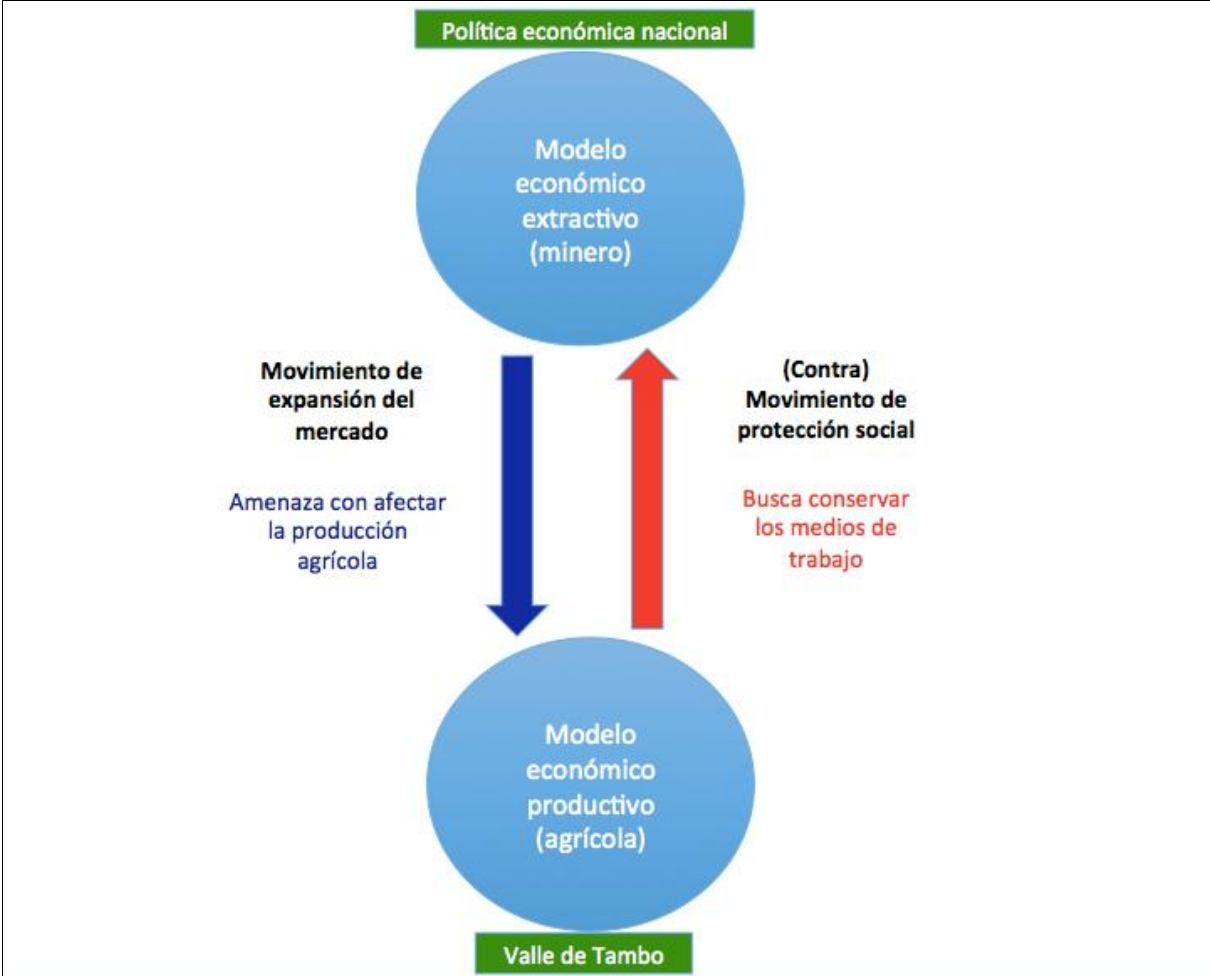 Política económica nacional
Modelo
económico
extractivo
(minero)
Movimiento de
expansión del
mercado
Amenaza con afectar
la producción
agrícola
(Contra)
Movimiento de
protección social
Busca conservar
los medios de
trabajo
Modelo
económico
productivo
(agrícola)
Valle de Tambo